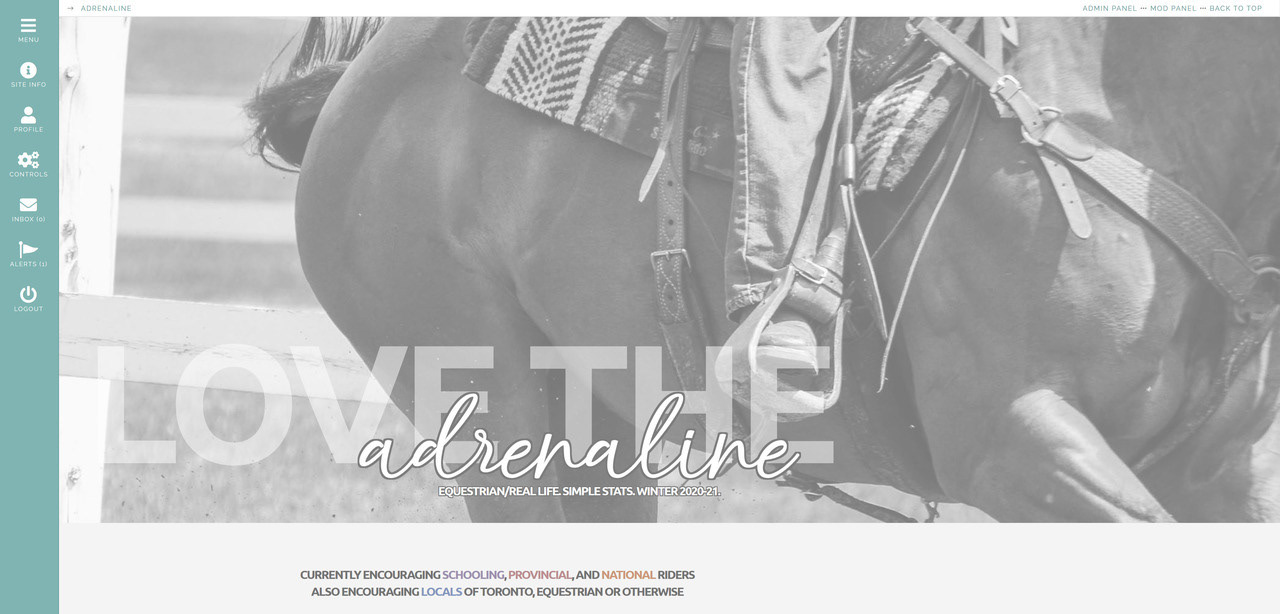 → ADRENALINE
ADMIN PANEL ••• MOD PANEL ••• BACK TO TOP
MENU
SITE INFO
PROFILE
CONTROLS
INBOX (0)
ALERTS (1)
LOGOUT
LOVE THE
adrenaline
EQUESTRIAN/REAL LIFE. SIMPLE STATS. WINTER 2020-21.
CURRENTLY ENCOURAGING SCHOOLING, PROVINCIAL, AND NATIONAL RIDERS
ALSO ENCOURAGING LOCALS OF TORONTO, EQUESTRIAN OR OTHERWISE